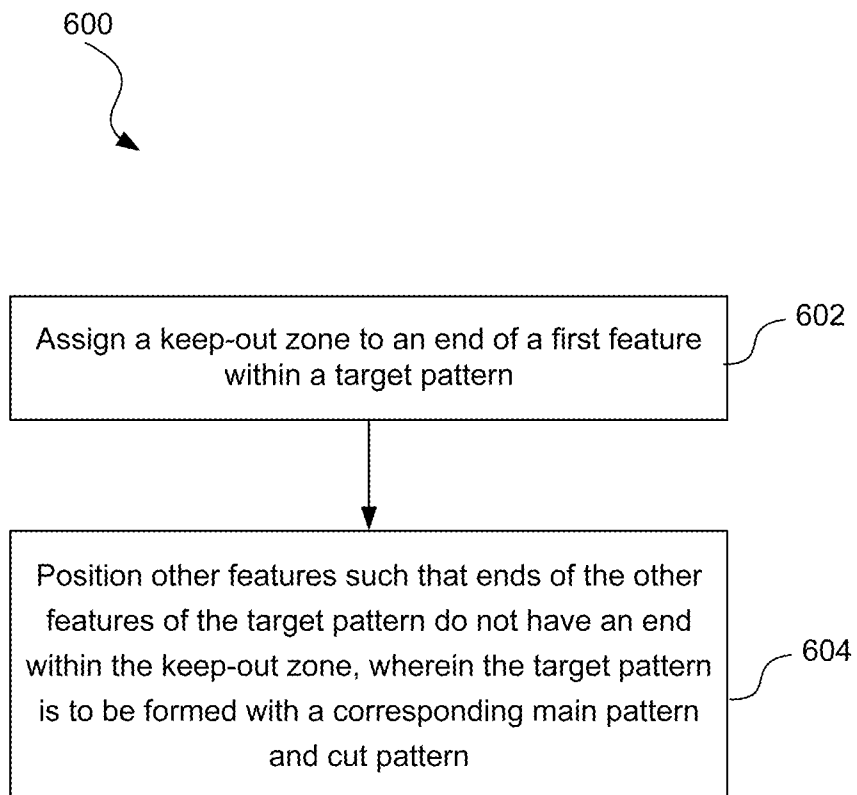 600
Assign a keep-out zone to an end of a first feature
within a target pattern
602
Position other features such that ends of the other
features of the target pattern do not have an end
within the keep-out zone, wherein the target pattern
is to be formed with a corresponding main pattern
and cut pattern
604